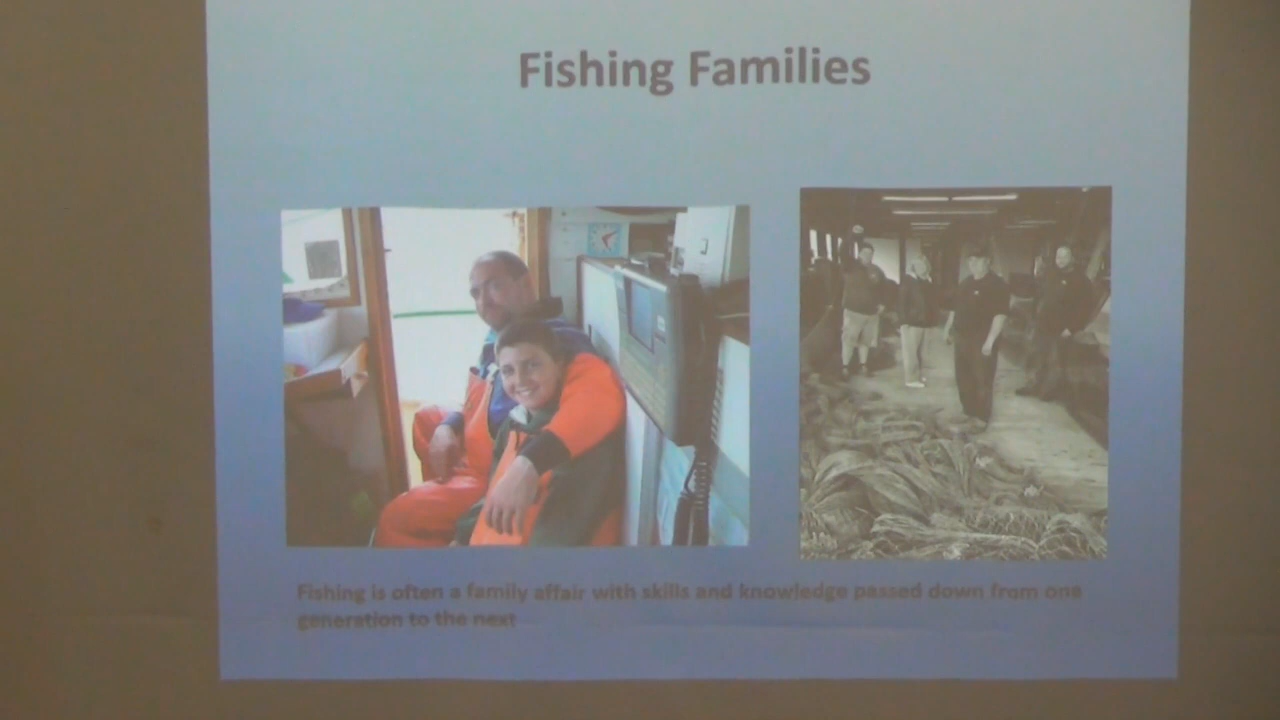 Fishing Families
Fishing is often a family affair with skills and knowledge passed down from one
generation to the next